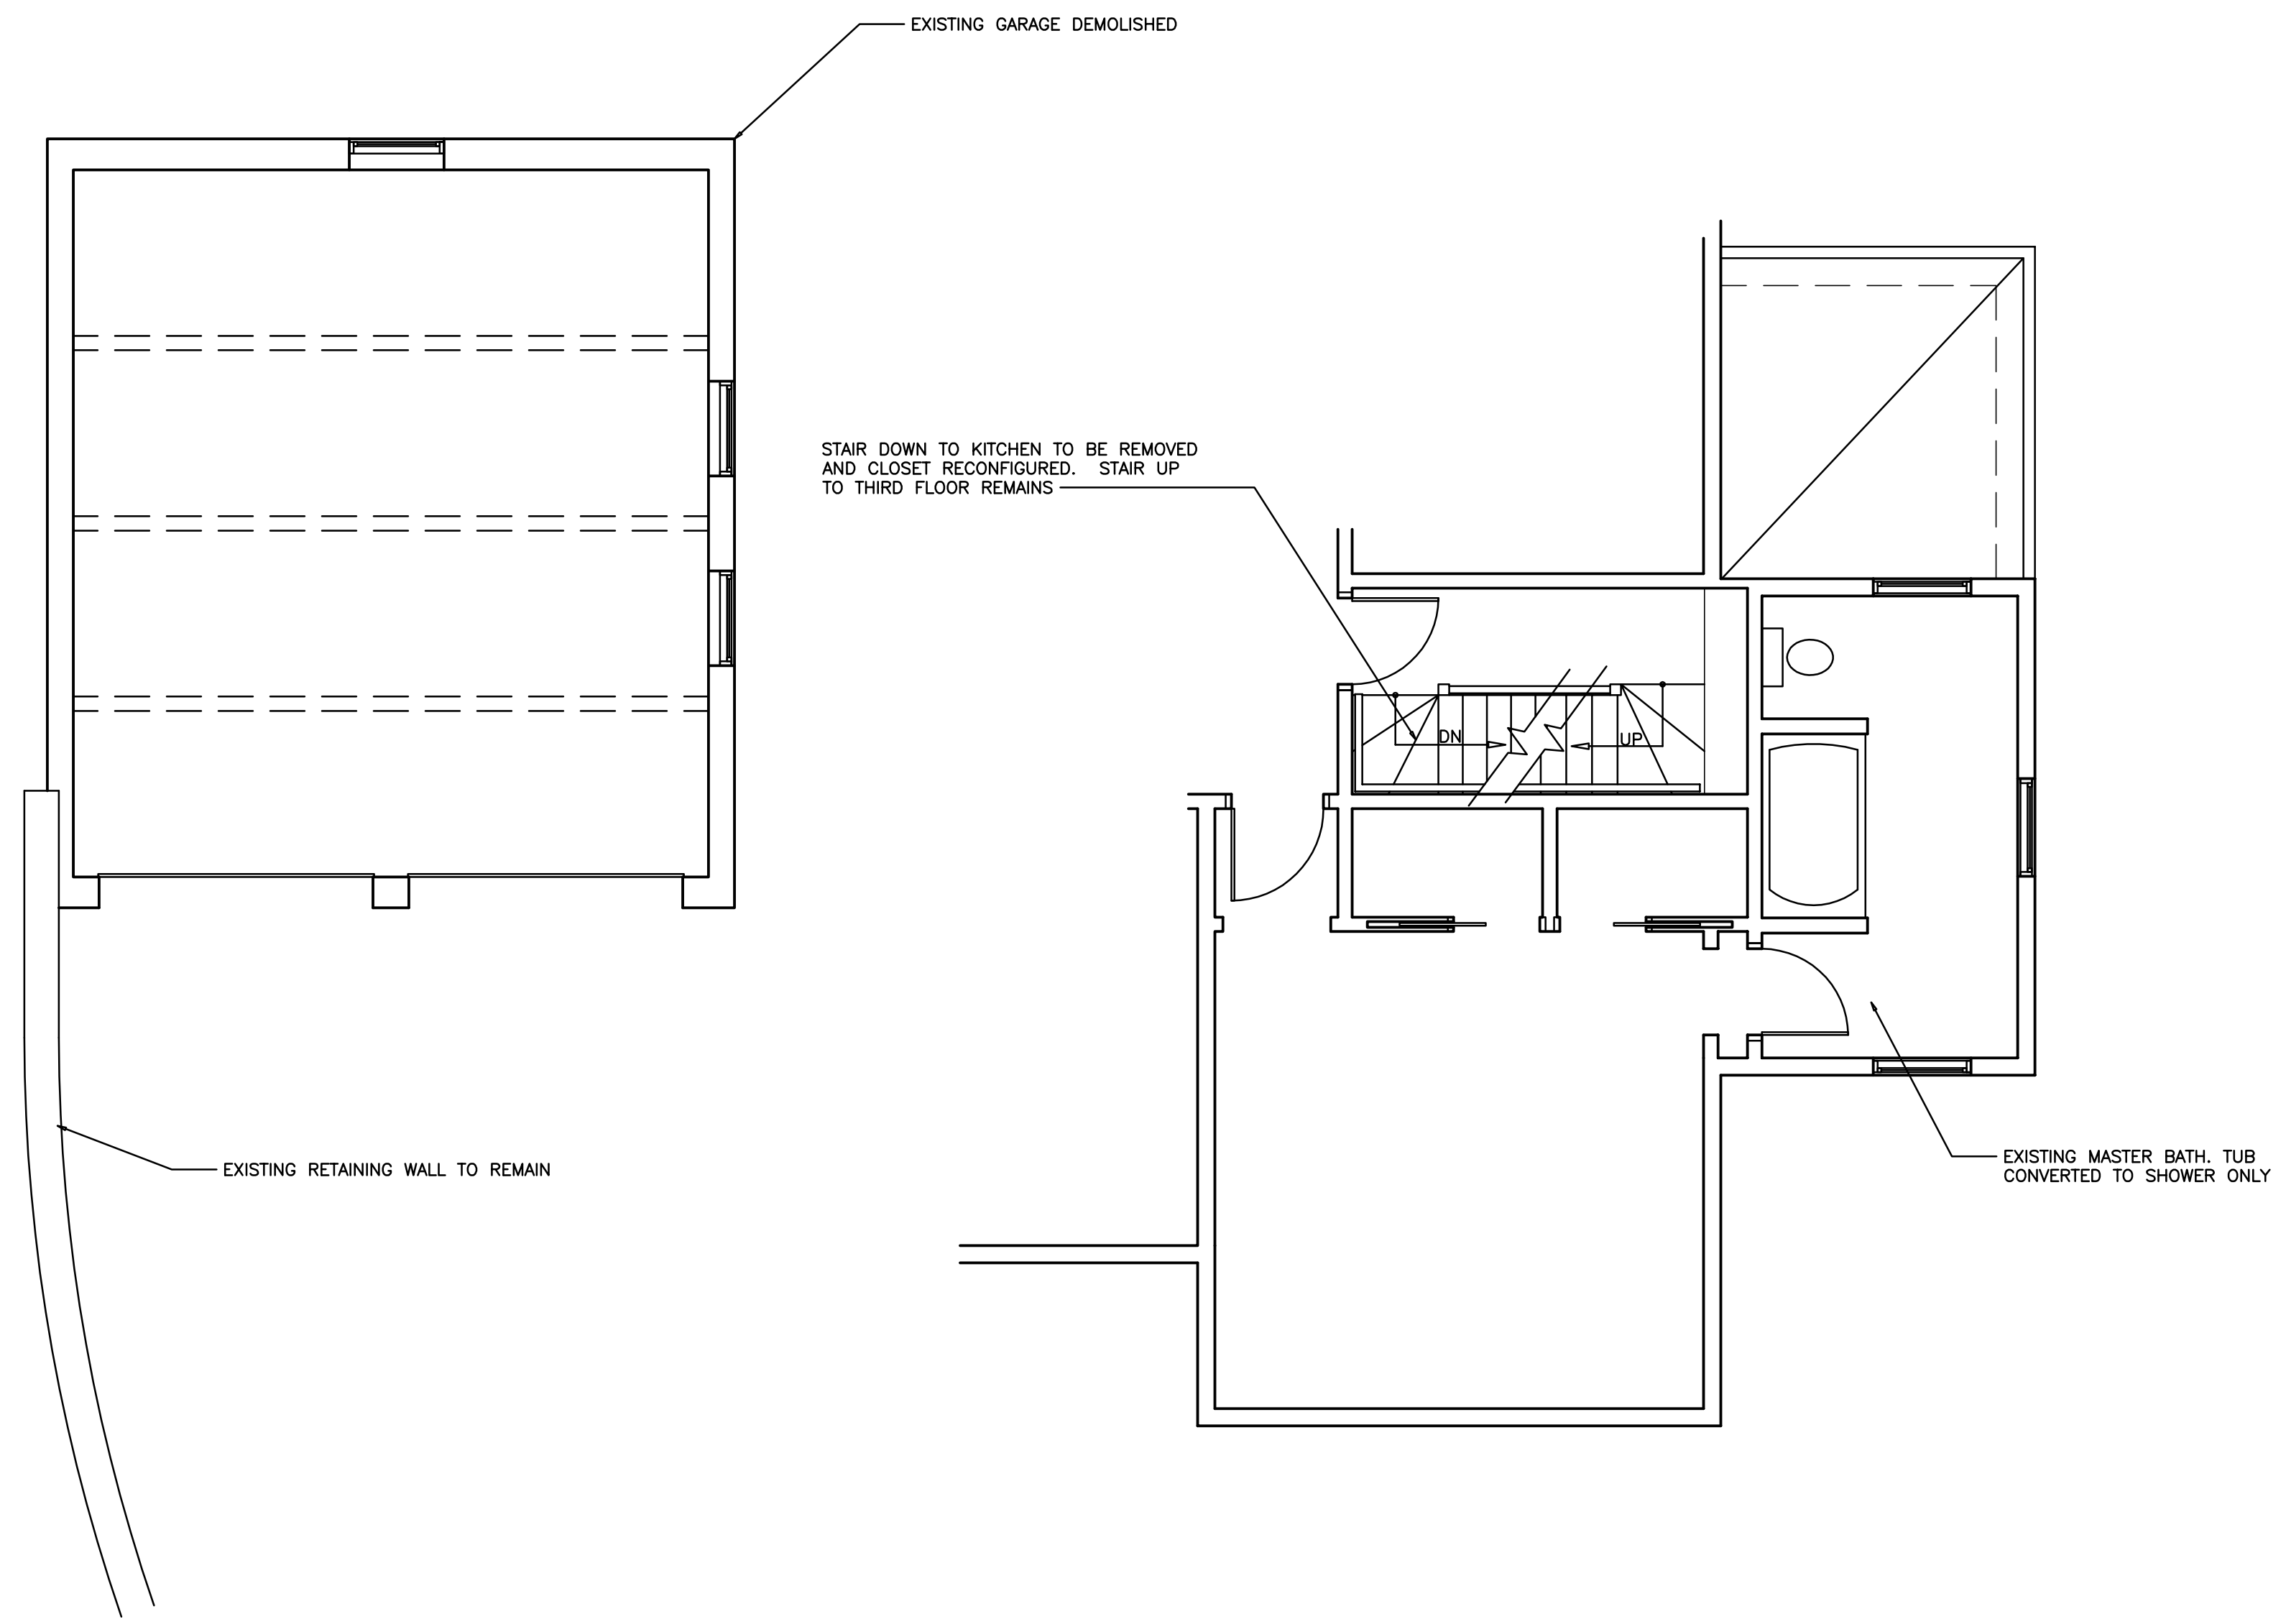 EXISTING GARAGE DEMOLISHED
STAIR DOWN TO KITCHEN TO BE REMOVED
AND CLOSET RECONFIGURED. STAIR UP
TO THIRD FLOOR REMAINS
DN
UP
EXISTING RETAINING WALL TO REMAIN
EXISTING MASTER BATH. TUB
CONVERTED TO SHOWER ONLY